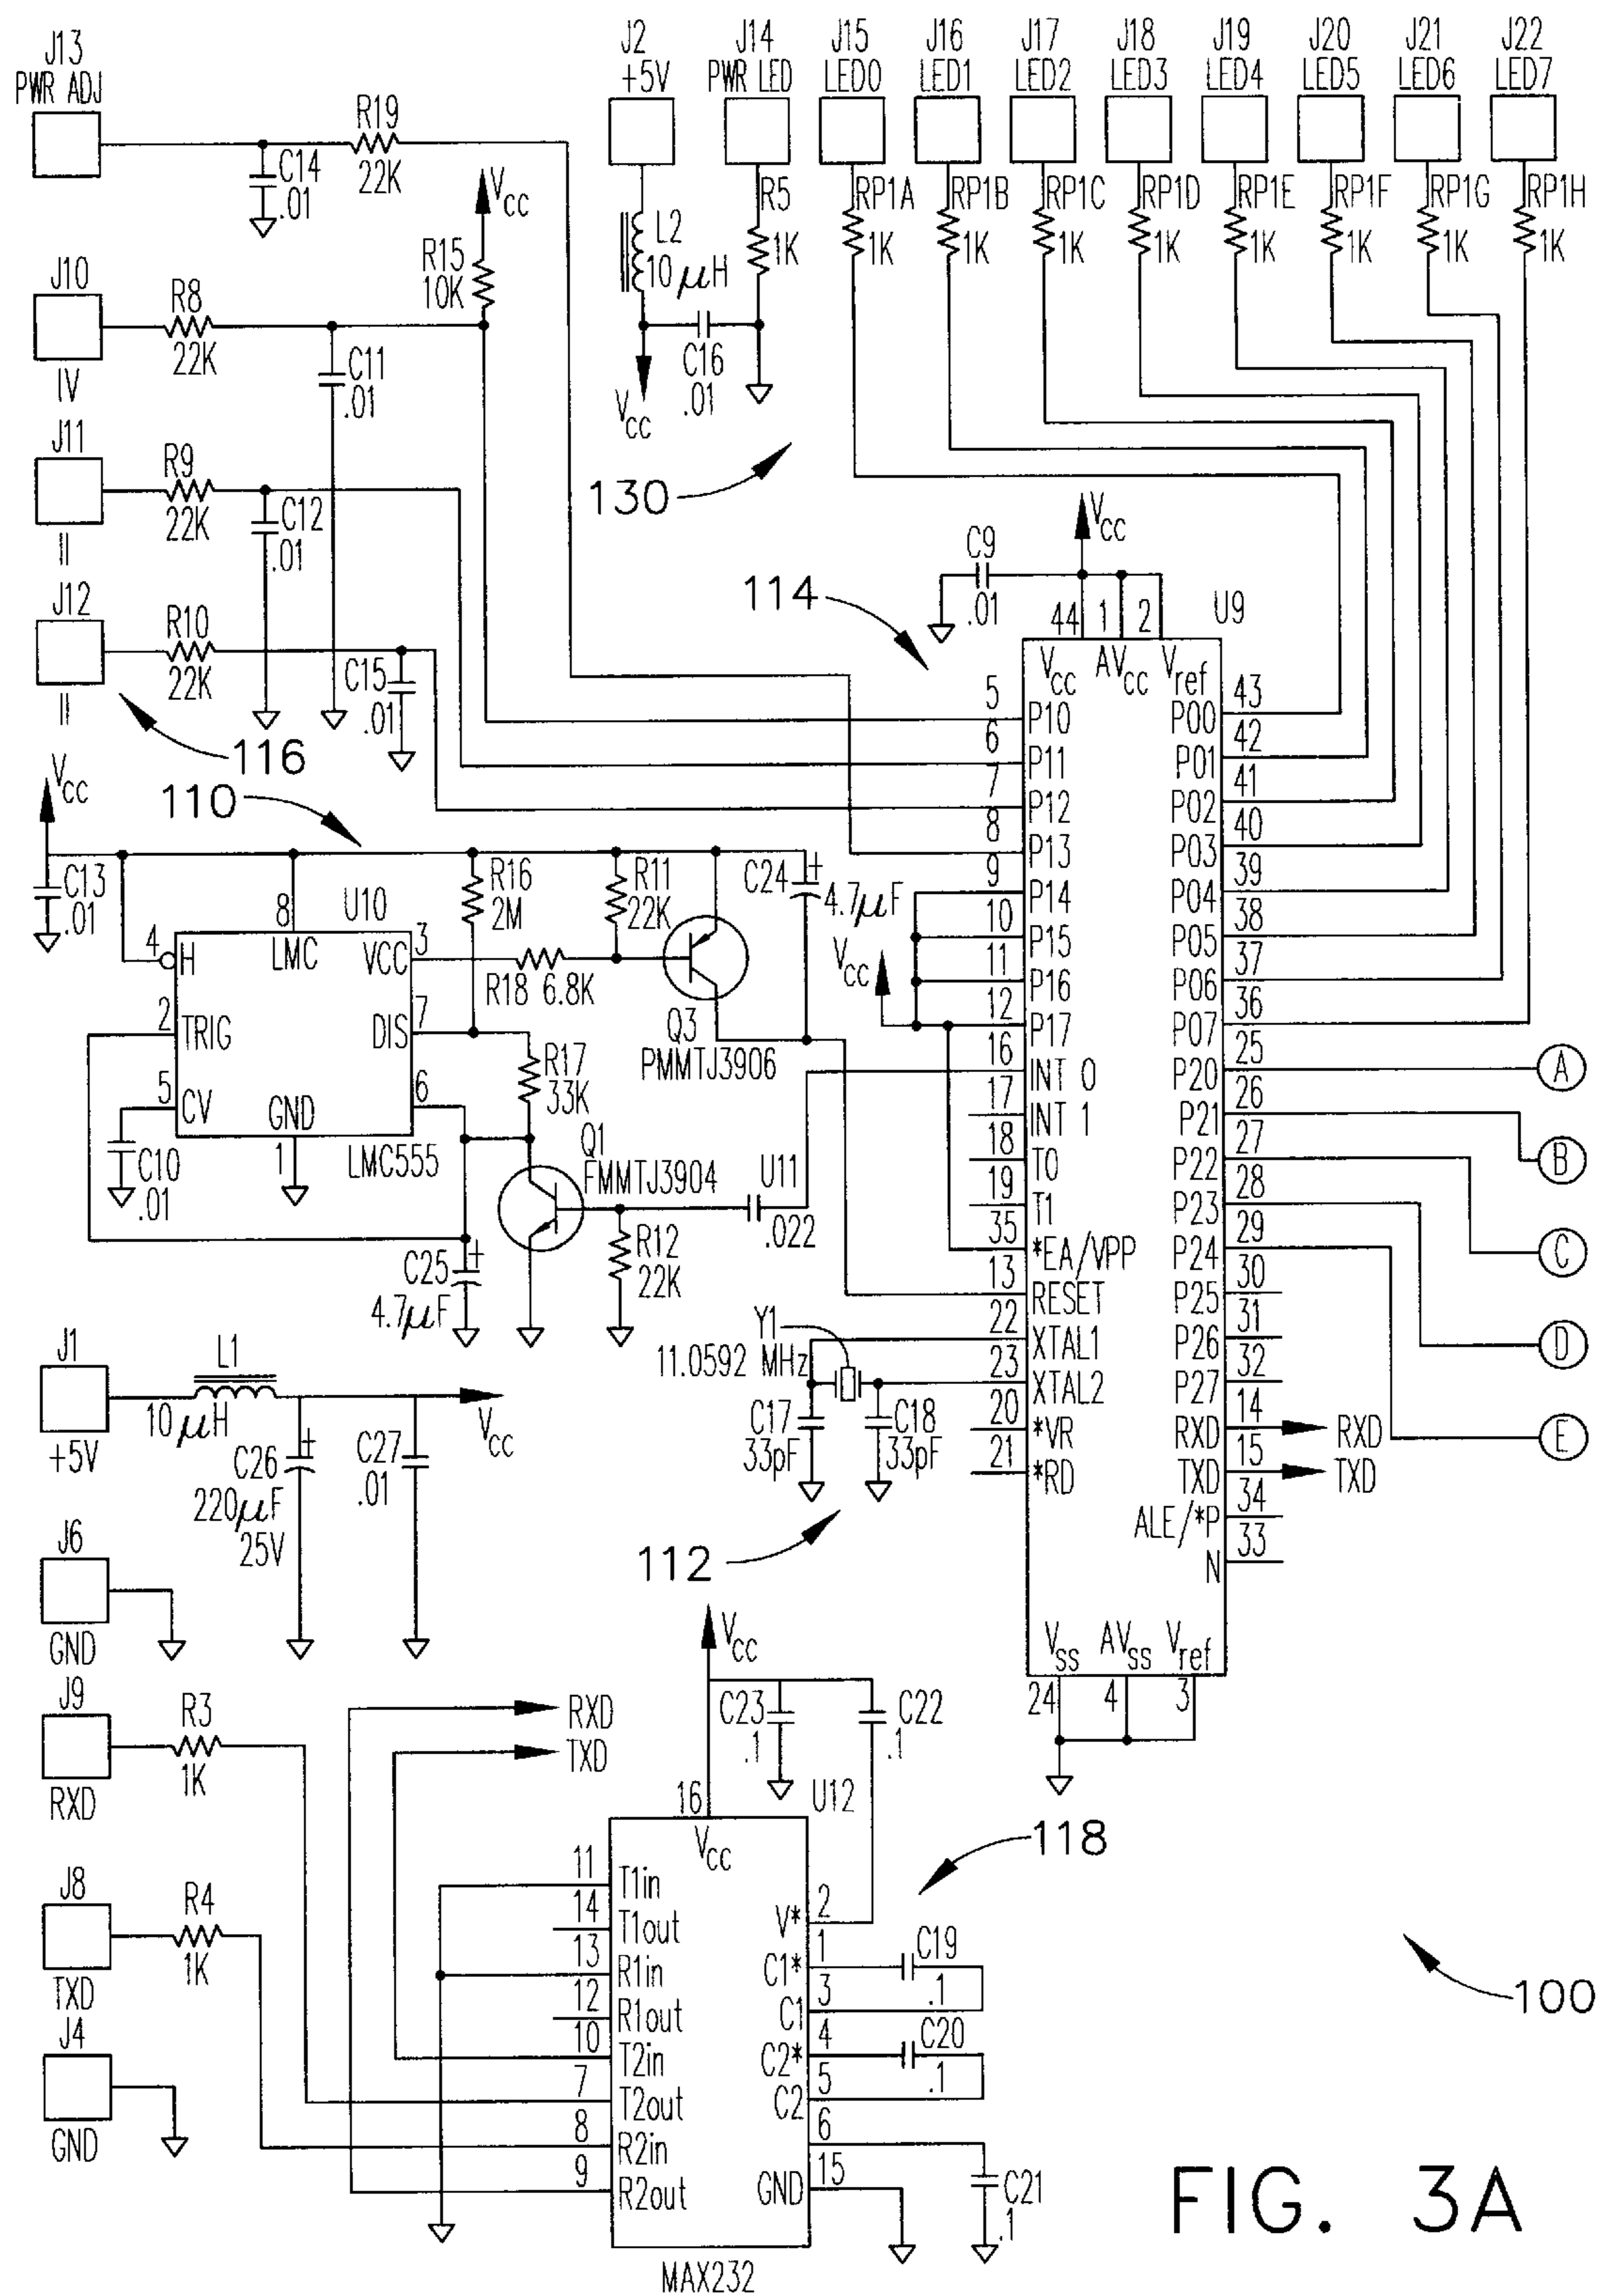 J13
PWR ADJ
R19
22K
C14
.01
VCC
R15
10K
J10
IV
R8
22K
C11
.01
J11
II
R9
22K
C12
.01
J12
II
R10
22K
C15
.01
116
J2
+5V
L2
10 μH
VCC
C16
.01
J14
PWR LED
R5
1K
J15
LED0
RP1A
1K
J16
LED1
RP1B
1K
J17
LED2
RP1C
1K
J18
LED3
RP1D
1K
J19
LED4
RP1E
1K
J20
LED5
RP1F
1K
J21
LED6
RP1G
1K
J22
LED7
RP1H
1K
130
114
C9
.01
VCC
U9
44
1
2
VCC
AVCC
Vref
5
P10
6
P11
7
P12
8
P13
9
P14
10
P15
11
P16
12
P17
16
INT 0
17
INT 1
18
T0
19
T1
35
*EA/VPP
13
RESET
22
XTAL1
23
XTAL2
20
*VR
21
*RD
43
P00
42
P01
41
P02
40
P03
39
P04
38
P05
37
P06
36
P07
25
P20
26
P21
27
P22
28
P23
29
P24
30
P25
31
P26
32
P27
14
RXD
RXD
15
TXD
TXD
34
ALE/*P
33
N
VSS
AVSS
Vref
24
4
3
A
B
C
D
E
VCC
110
VCC
C13
.01
U10
8
LMC
4
H
VCC
3
2
TRIG
DIS
7
5
CV
GND
6
1
LMC555
C10
.01
R16
2M
R18 6.8K
R11
22K
C24
+
4.7μF
Q3
PMMTJ3906
R17
33K
Q1
FMMTJ3904
U11
.022
R12
22K
C25
+
4.7μF
Y1
11.0592 MHz
C17
33pF
C18
33pF
112
J1
+5V
L1
10 μH
VCC
C26
+
220μF
25V
C27
.01
J6
GND
J9
RXD
R3
1K
J8
TXD
R4
1K
J4
GND
RXD
TXD
VCC
C23
.1
C22
.1
16
U12
VCC
118
11
T1in
14
T1out
13
R1in
12
R1out
10
T2in
7
T2out
8
R2in
9
R2out
2
V*
1
C1*
C19
.1
3
C1
4
C2*
C20
.1
5
C2
6
C21
.1
15
GND
MAX232
100
FIG. 3A